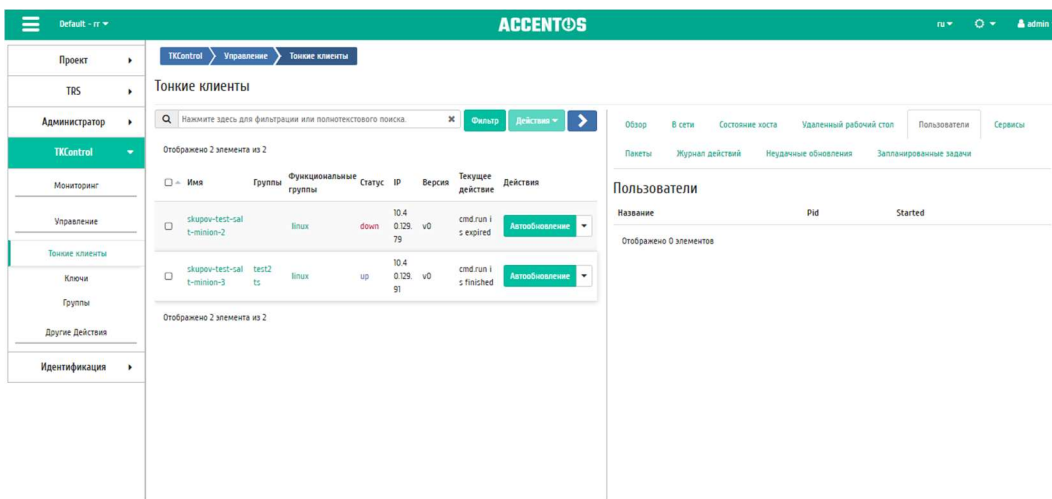 Default - rr
ACCENTOS
ru
admin
Проект
TRS
Администратор
TKControl
Мониторинг
Управление
Тонкие клиенты
Ключи
Группы
Другие Действия
Идентификация
TKControl Управление Тонкие клиенты
Тонкие клиенты
Нажмите здесь для фильтрации или полнотекстового поиска. Фильтр Действия
Отображено 2 элемента из 2
Имя Группы Функциональные группы Статус IP Версия Текущее действие Действия
skupov-test-sal
t-minion-2
linux down
10.4
0.129.
79
v0
cmd.run i
s expired
Автообновление
skupov-test-sal
t-minion-3
test2
ts
linux up
10.4
0.129.
91
v0
cmd.run i
s finished
Автообновление
Отображено 2 элемента из 2
Обзор В сети Состояние хоста Удаленный рабочий стол Пользователи Сервисы
Пакеты Журнал действий Неудачные обновления Запланированные задачи
Пользователи
Название Pid Started
Отображено 0 элементов